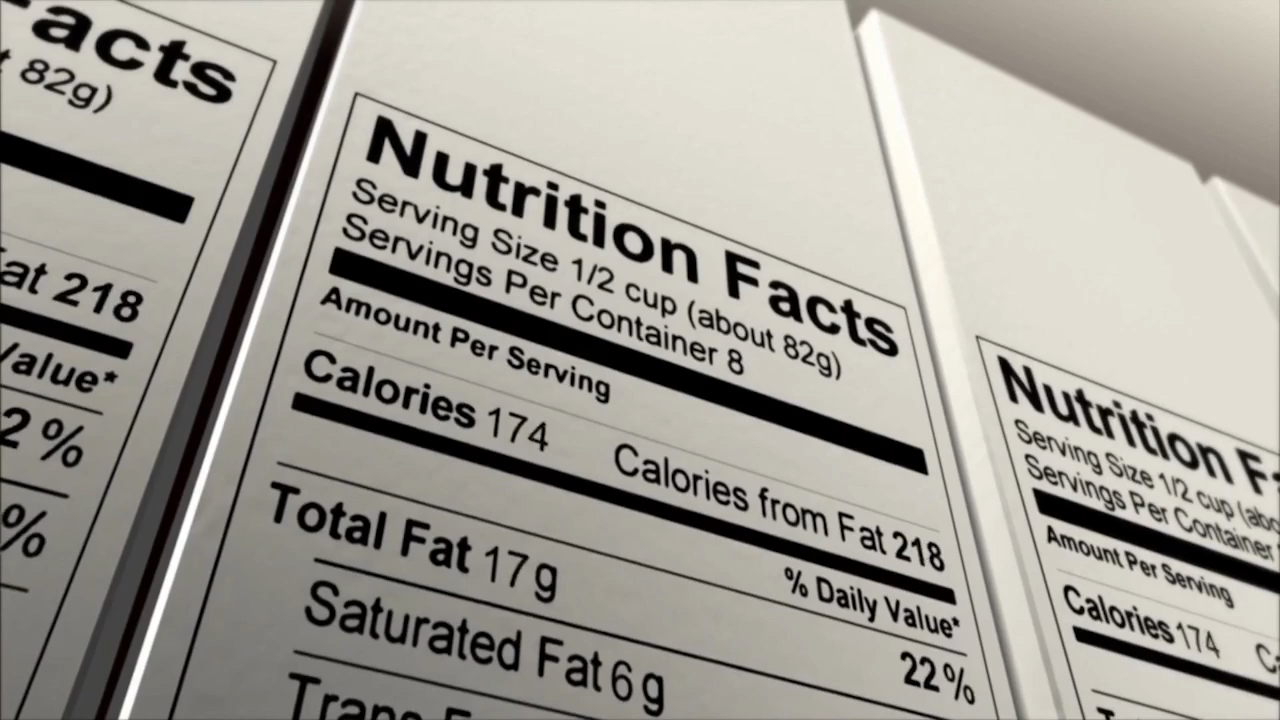 acts
82g)
at 218
Value*
2%
%
Nutrition Facts
Serving Size 1/2 cup (about 82g)
Servings Per Container 8
Amount Per Serving
Calories 174 Calories from Fat 218
% Daily Value*
Total Fat 17g 22%
Saturated Fat 6g
Trans
Nutrition
Serving Size 1/2 cup
Servings Per Container
Amount Per Serving
Calories 174